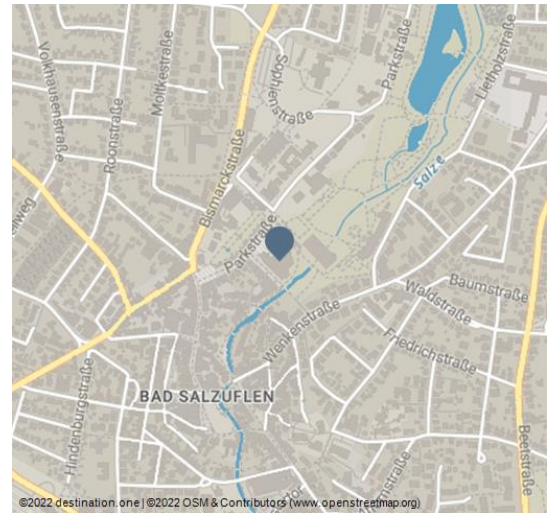 Volkhausenstraße
Roonstraße
Moltkestraße
Sophienstraße
Parkstraße
Lietholzstraße
Bismarckstraße
Salze
Parkstraße
Baumstraße
Waldstraße
Wenkenstraße
Friedrichstraße
BAD SALZUFLEN
Hindenburgstraße
Beetstraße
©2022 destination.one | ©2022 OSM & Contributors (www.openstreetmap.org)